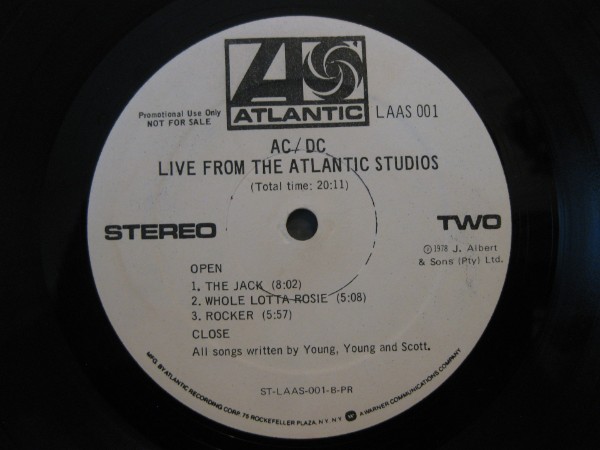 ATLANTIC
Promotional Use Only
NOT FOR SALE
LAAS 001
AC/DC
LIVE FROM THE ATLANTIC STUDIOS
(Total time: 20:11)
STEREO
TWO
℗1978 J. Albert
& Sons (Pty) Ltd.
OPEN
1. THE JACK (8:02)
2. WHOLE LOTTA ROSIE (5:08)
3. ROCKER (5:57)
CLOSE
All songs written by Young, Young and Scott.
ST-LAAS-001-B-PR
MFG. BY ATLANTIC RECORDING CORP. 75 ROCKEFELLER PLAZA, N.Y. N.Y. A WARNER COMMUNICATIONS COMPANY